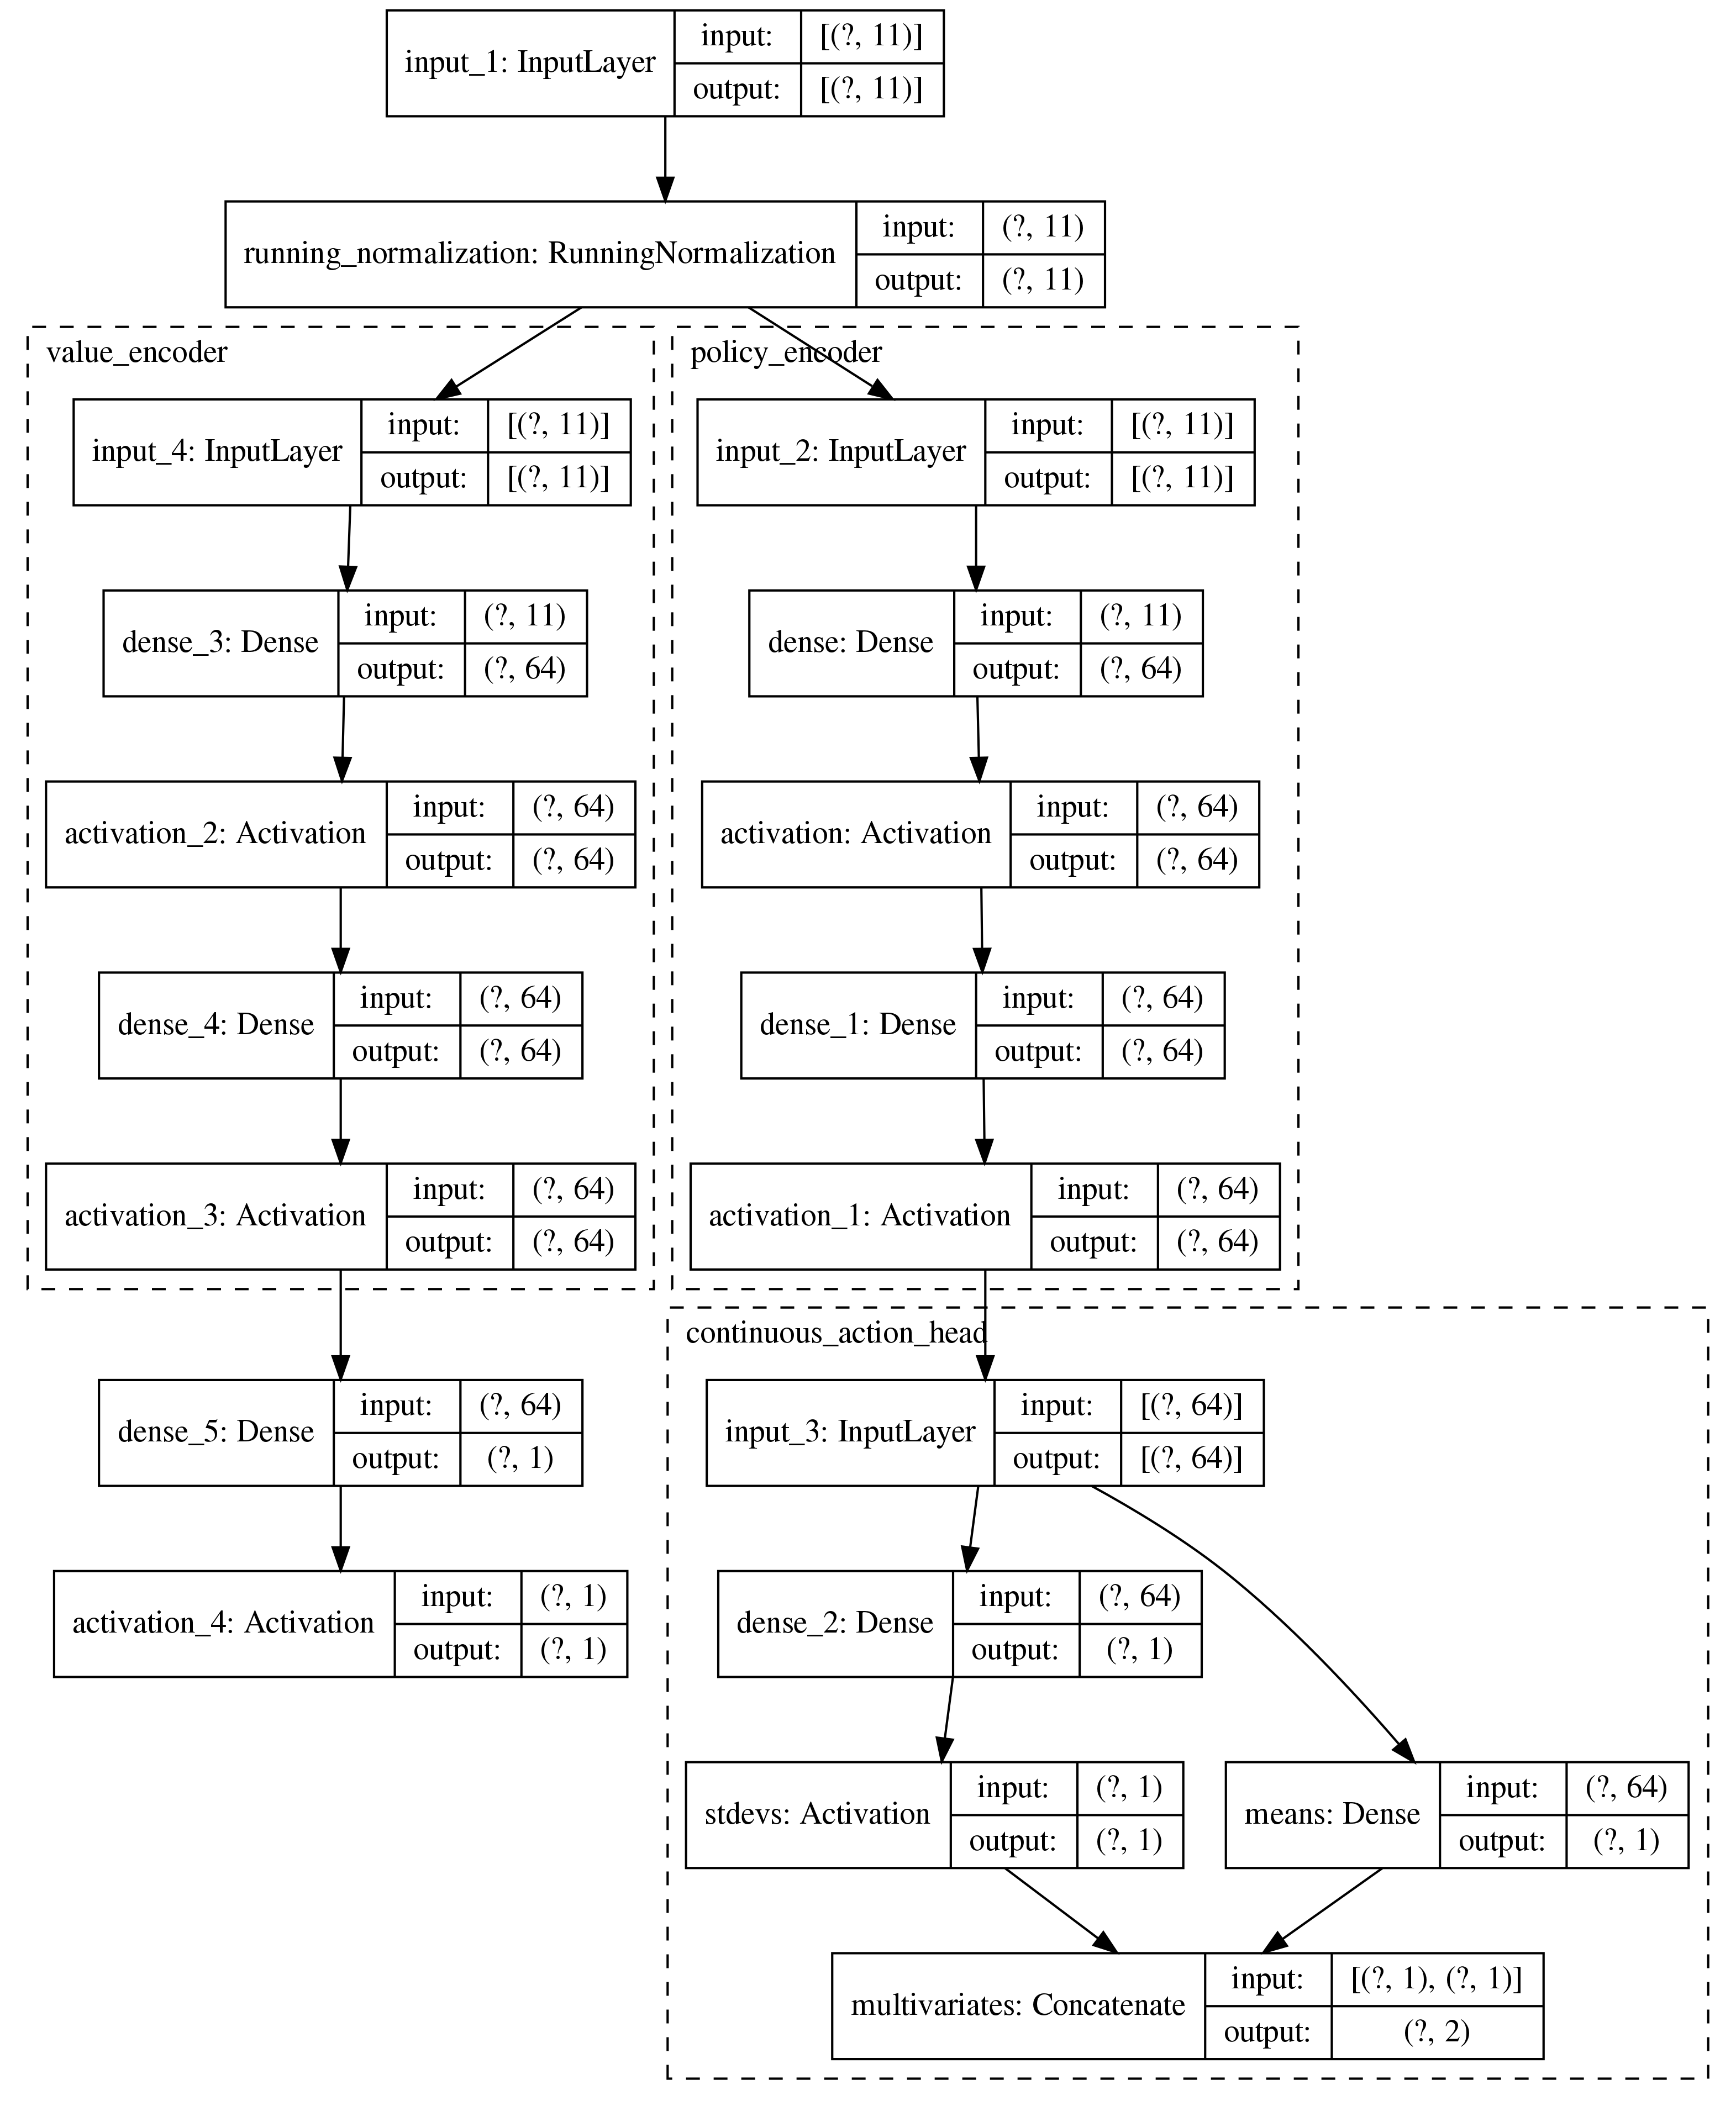 input_1: InputLayer
input: [(?, 11)]
output: [(?, 11)]
running_normalization: RunningNormalization
input: (?, 11)
output: (?, 11)
value_encoder
input_4: InputLayer
input: [(?, 11)]
output: [(?, 11)]
dense_3: Dense
input: (?, 11)
output: (?, 64)
activation_2: Activation
input: (?, 64)
output: (?, 64)
dense_4: Dense
input: (?, 64)
output: (?, 64)
activation_3: Activation
input: (?, 64)
output: (?, 64)
dense_5: Dense
input: (?, 64)
output: (?, 1)
activation_4: Activation
input: (?, 1)
output: (?, 1)
policy_encoder
input_2: InputLayer
input: [(?, 11)]
output: [(?, 11)]
dense: Dense
input: (?, 11)
output: (?, 64)
activation: Activation
input: (?, 64)
output: (?, 64)
dense_1: Dense
input: (?, 64)
output: (?, 64)
activation_1: Activation
input: (?, 64)
output: (?, 64)
continuous_action_head
input_3: InputLayer
input: [(?, 64)]
output: [(?, 64)]
dense_2: Dense
input: (?, 64)
output: (?, 1)
stdevs: Activation
input: (?, 1)
output: (?, 1)
means: Dense
input: (?, 64)
output: (?, 1)
multivariates: Concatenate
input: [(?, 1), (?, 1)]
output: (?, 2)